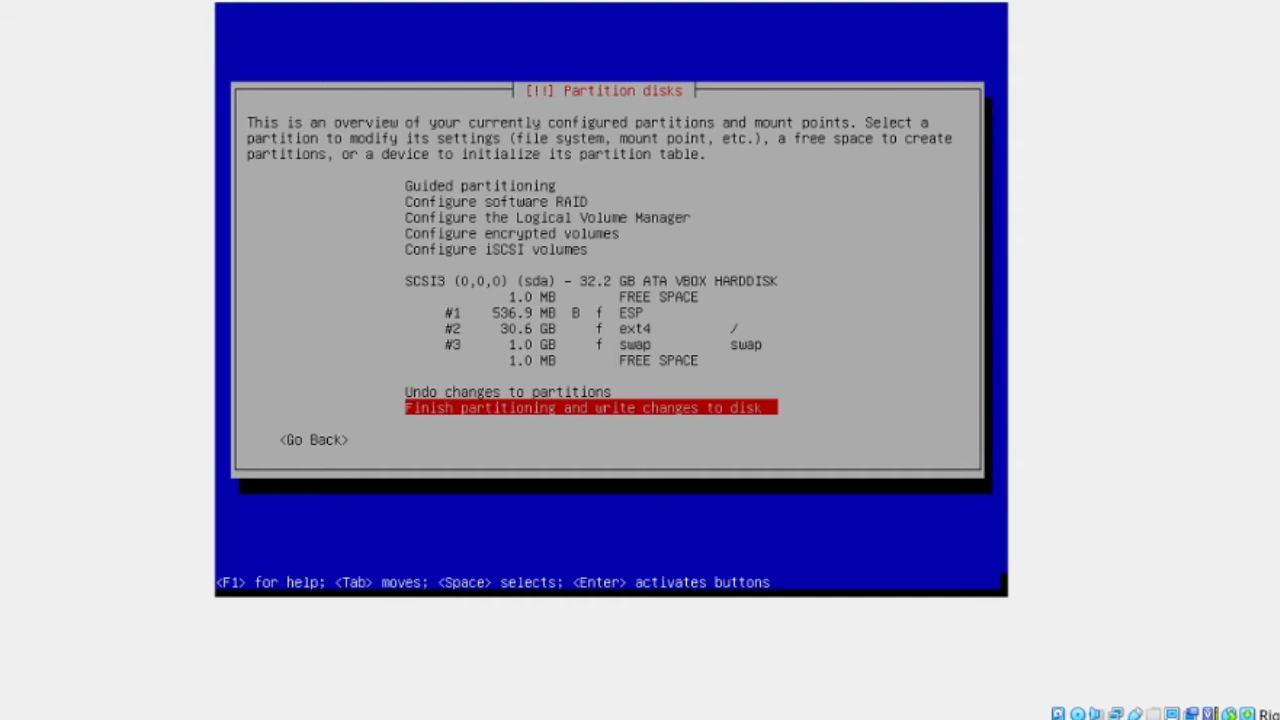 [!!] Partition disks
This is an overview of your currently configured partitions and mount points. Select a
partition to modify its settings (file system, mount point, etc.), a free space to create
partitions, or a device to initialize its partition table.
Guided partitioning
Configure software RAID
Configure the Logical Volume Manager
Configure encrypted volumes
Configure iSCSI volumes
SCSI3 (0,0,0) (sda) - 32.2 GB ATA VBOX HARDDISK
1.0 MB FREE SPACE
#1 536.9 MB B f ESP
#2 30.6 GB f ext4 /
#3 1.0 GB f swap swap
1.0 MB FREE SPACE
Undo changes to partitions
Finish partitioning and write changes to disk
<Go Back>
<F1> for help; <Tab> moves; <Space> selects; <Enter> activates buttons